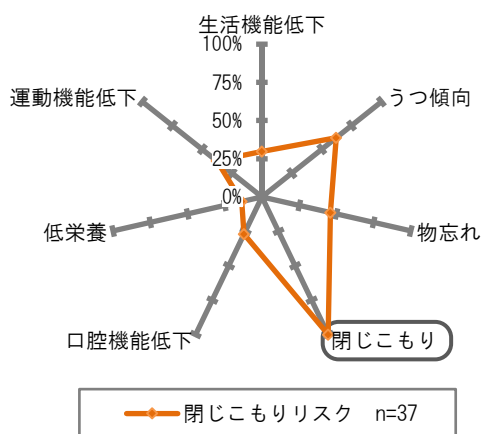 生活機能低下
100%
75%
50%
25%
0%
うつ傾向
物忘れ
閉じこもり
口腔機能低下
低栄養
運動機能低下
閉じこもりリスク n=37